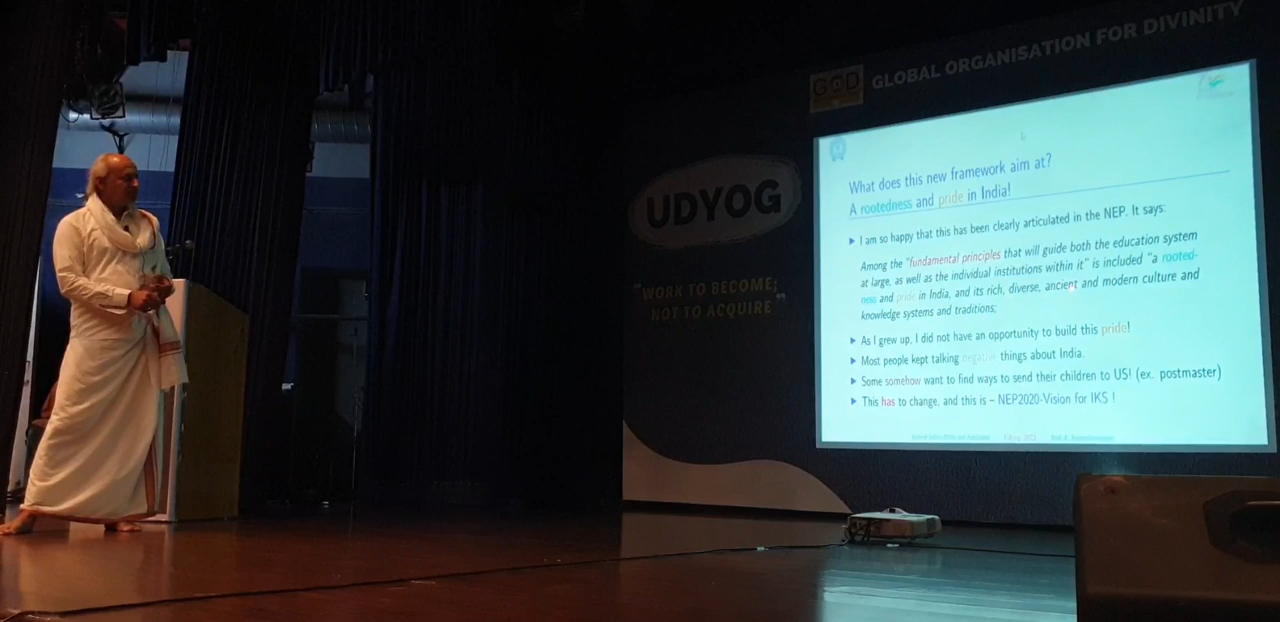 GOD GLOBAL ORGANISATION FOR DIVINITY
UDYOG
"WORK TO BECOME;
NOT TO ACQUIRE"
What does this new framework aim at?
A rootedness and pride in India!
I am so happy that this has been clearly articulated in the NEP. It says:
Among the "fundamental principles that will guide both the education system
at large, as well as the individual institutions within it" is included "a rooted-
ness and pride in India, and its rich, diverse, ancient and modern culture and
knowledge systems and traditions;
As I grew up, I did not have an opportunity to build this pride!
Most people kept talking negative things about India.
Some somehow want to find ways to send their children to US! (ex. postmaster)
This has to change, and this is – NEP2020-Vision for IKS !